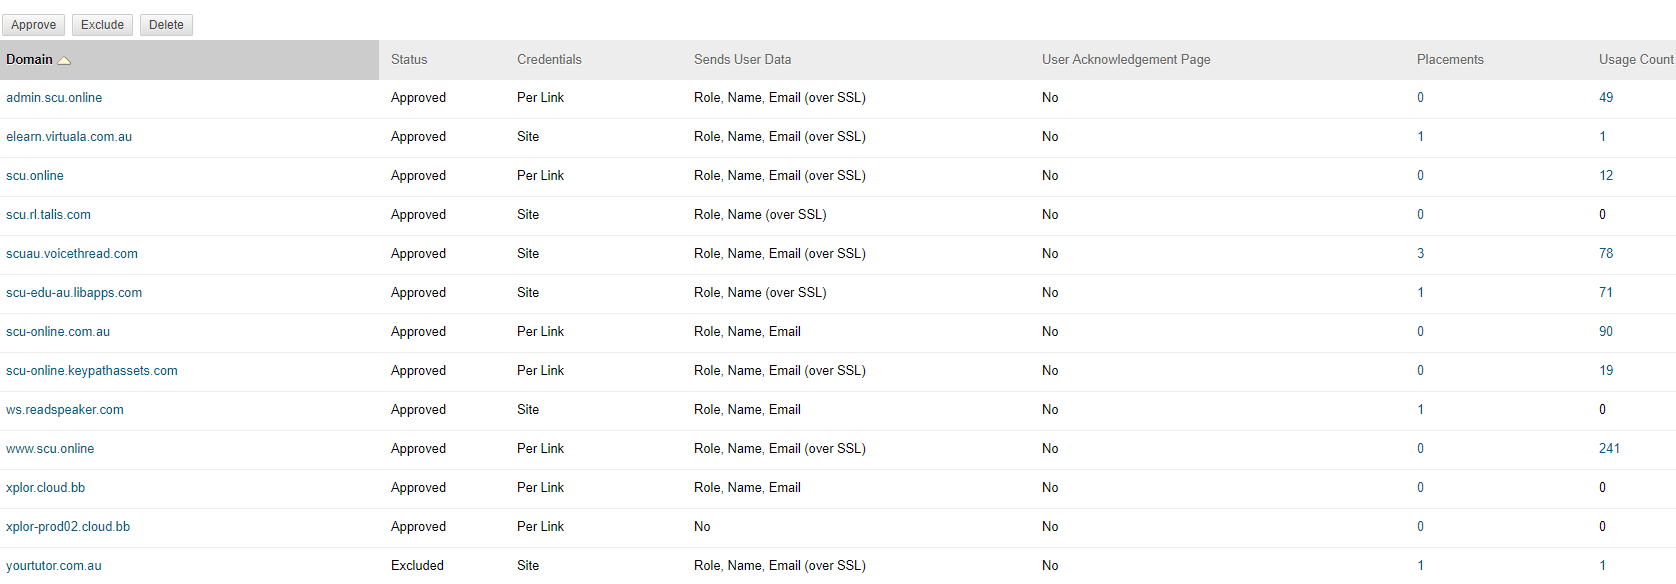 Approve Exclude Delete
Domain Status Credentials Sends User Data User Acknowledgement Page Placements Usage Count
admin.scu.online Approved Per Link Role, Name, Email (over SSL) No 0 49
elearn.virtuala.com.au Approved Site Role, Name, Email (over SSL) No 1 1
scu.online Approved Per Link Role, Name, Email (over SSL) No 0 12
scu.rl.talis.com Approved Site Role, Name (over SSL) No 0 0
scuau.voicethread.com Approved Site Role, Name, Email (over SSL) No 3 78
scu-edu-au.libapps.com Approved Site Role, Name (over SSL) No 1 71
scu-online.com.au Approved Per Link Role, Name, Email No 0 90
scu-online.keypathassets.com Approved Per Link Role, Name, Email (over SSL) No 0 19
ws.readspeaker.com Approved Site Role, Name, Email No 1 0
www.scu.online Approved Per Link Role, Name, Email (over SSL) No 0 241
xplor.cloud.bb Approved Per Link Role, Name, Email No 0 0
xplor-prod02.cloud.bb Approved Per Link No No 0 0
yourtutor.com.au Excluded Site Role, Name, Email (over SSL) No 1 1